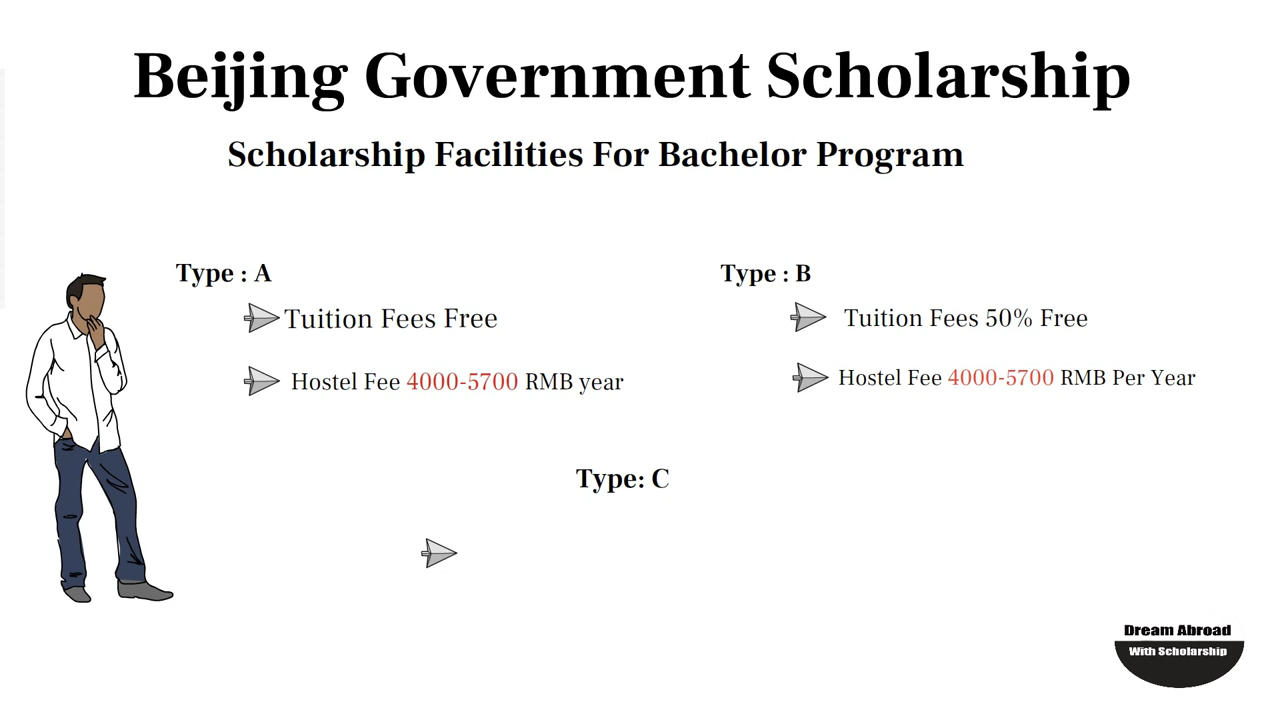 Beijing Government Scholarship
Scholarship Facilities For Bachelor Program
Type : A
Tuition Fees Free
Hostel Fee 4000-5700 RMB year
Type : B
Tuition Fees 50% Free
Hostel Fee 4000-5700 RMB Per Year
Type: C
Dream Abroad
With Scholarship